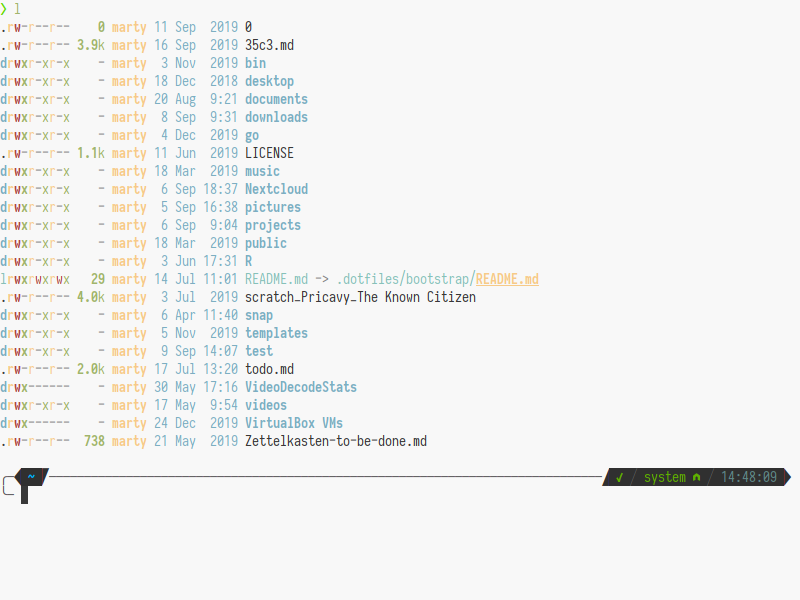 ❯ l
.rw-r--r--    0 marty 11 Sep  2019 0
.rw-r--r-- 3.9k marty 16 Sep  2019 35c3.md
drwxr-xr-x    - marty  3 Nov  2019 bin
drwxr-xr-x    - marty 18 Dec  2018 desktop
drwxr-xr-x    - marty 20 Aug  9:21 documents
drwxr-xr-x    - marty  8 Sep  9:31 downloads
drwxr-xr-x    - marty  4 Dec  2019 go
.rw-r--r-- 1.1k marty 11 Jun  2019 LICENSE
drwxr-xr-x    - marty 18 Mar  2019 music
drwxr-xr-x    - marty  6 Sep 18:37 Nextcloud
drwxr-xr-x    - marty  5 Sep 16:38 pictures
drwxr-xr-x    - marty  6 Sep  9:04 projects
drwxr-xr-x    - marty 18 Mar  2019 public
drwxr-xr-x    - marty  3 Jun 17:31 R
lrwxrwxrwx   29 marty 14 Jul 11:01 README.md -> .dotfiles/bootstrap/README.md
.rw-r--r-- 4.0k marty  3 Jul  2019 scratch_Pricavy_The Known Citizen
drwxr-xr-x    - marty  6 Apr 11:40 snap
drwxr-xr-x    - marty  5 Nov  2019 templates
drwxr-xr-x    - marty  9 Sep 14:07 test
.rw-r--r-- 2.0k marty 17 Jul 13:20 todo.md
drwx------    - marty 30 May 17:16 VideoDecodeStats
drwxr-xr-x    - marty 17 May  9:54 videos
drwx------    - marty 24 Dec  2019 VirtualBox VMs
.rw-r--r--  738 marty 21 May  2019 Zettelkasten-to-be-done.md
~ ✔ system 14:48:09